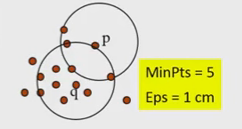 p
q
MinPts = 5
Eps = 1 cm